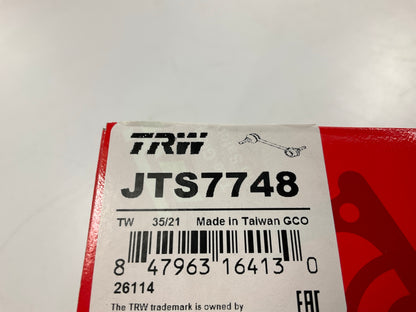 TRW
JTS7748
TW 35/21 Made in Taiwan GCO
8 47963 16413 0
26114
The TRW trademark is owned by
EAC